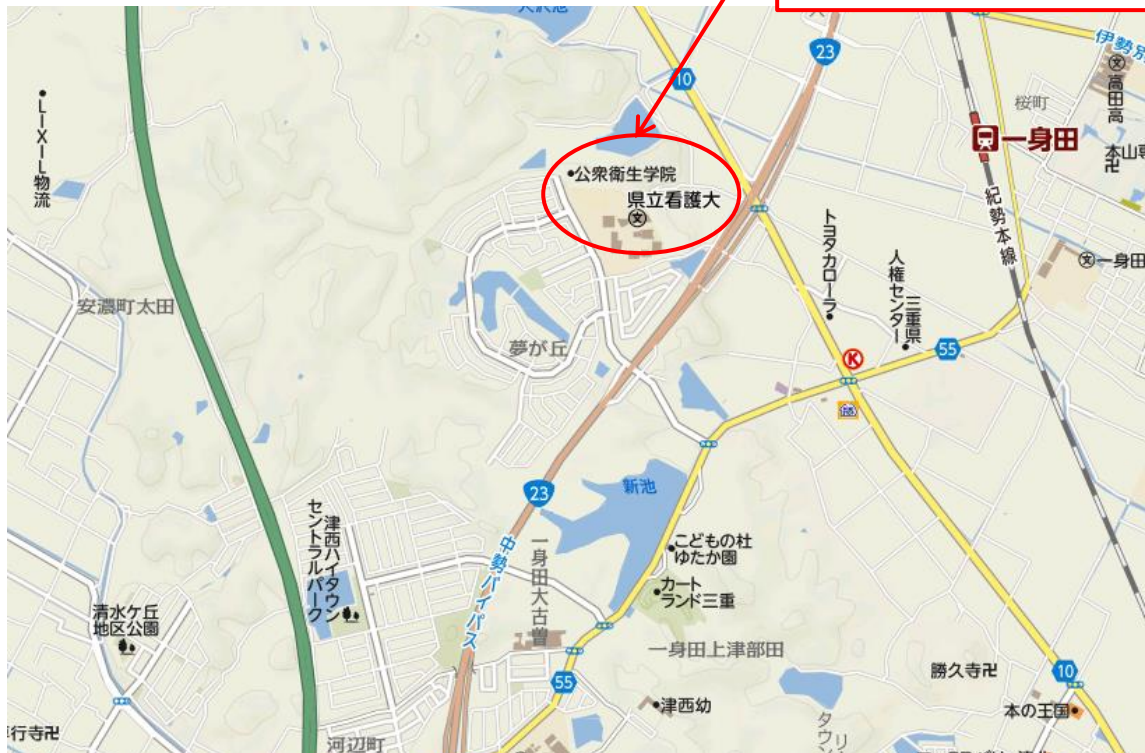 23
伊勢別
10
高田高
桜町
LIXIL物流
一身田
本山専
公衆衛生学院
県立看護大
紀勢本線
トヨタカローラ
人権センター
三重県
一身田
安濃町太田
夢が丘
55
K
23
新池
中勢バイパス
津西ハイタウン
セントラルパーク
一身田大古曽
こどもの杜
ゆたか園
カート
ランド三重
清水ケ丘
地区公園
一身田上津部田
勝久寺
10
55
津西幼
本の王国
行寺
河辺町
タウン